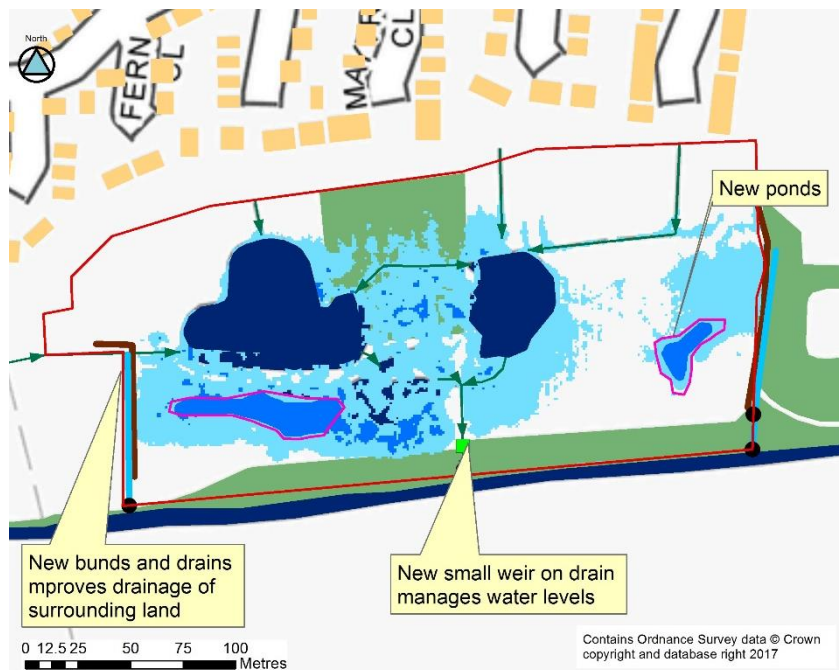 North
FERN
CL
MAY
CL
New ponds
New bunds and drains
mproves drainage of
surrounding land
New small weir on drain
manages water levels
0 12.5 25 50 75 100
Metres
Contains Ordnance Survey data © Crown
copyright and database right 2017